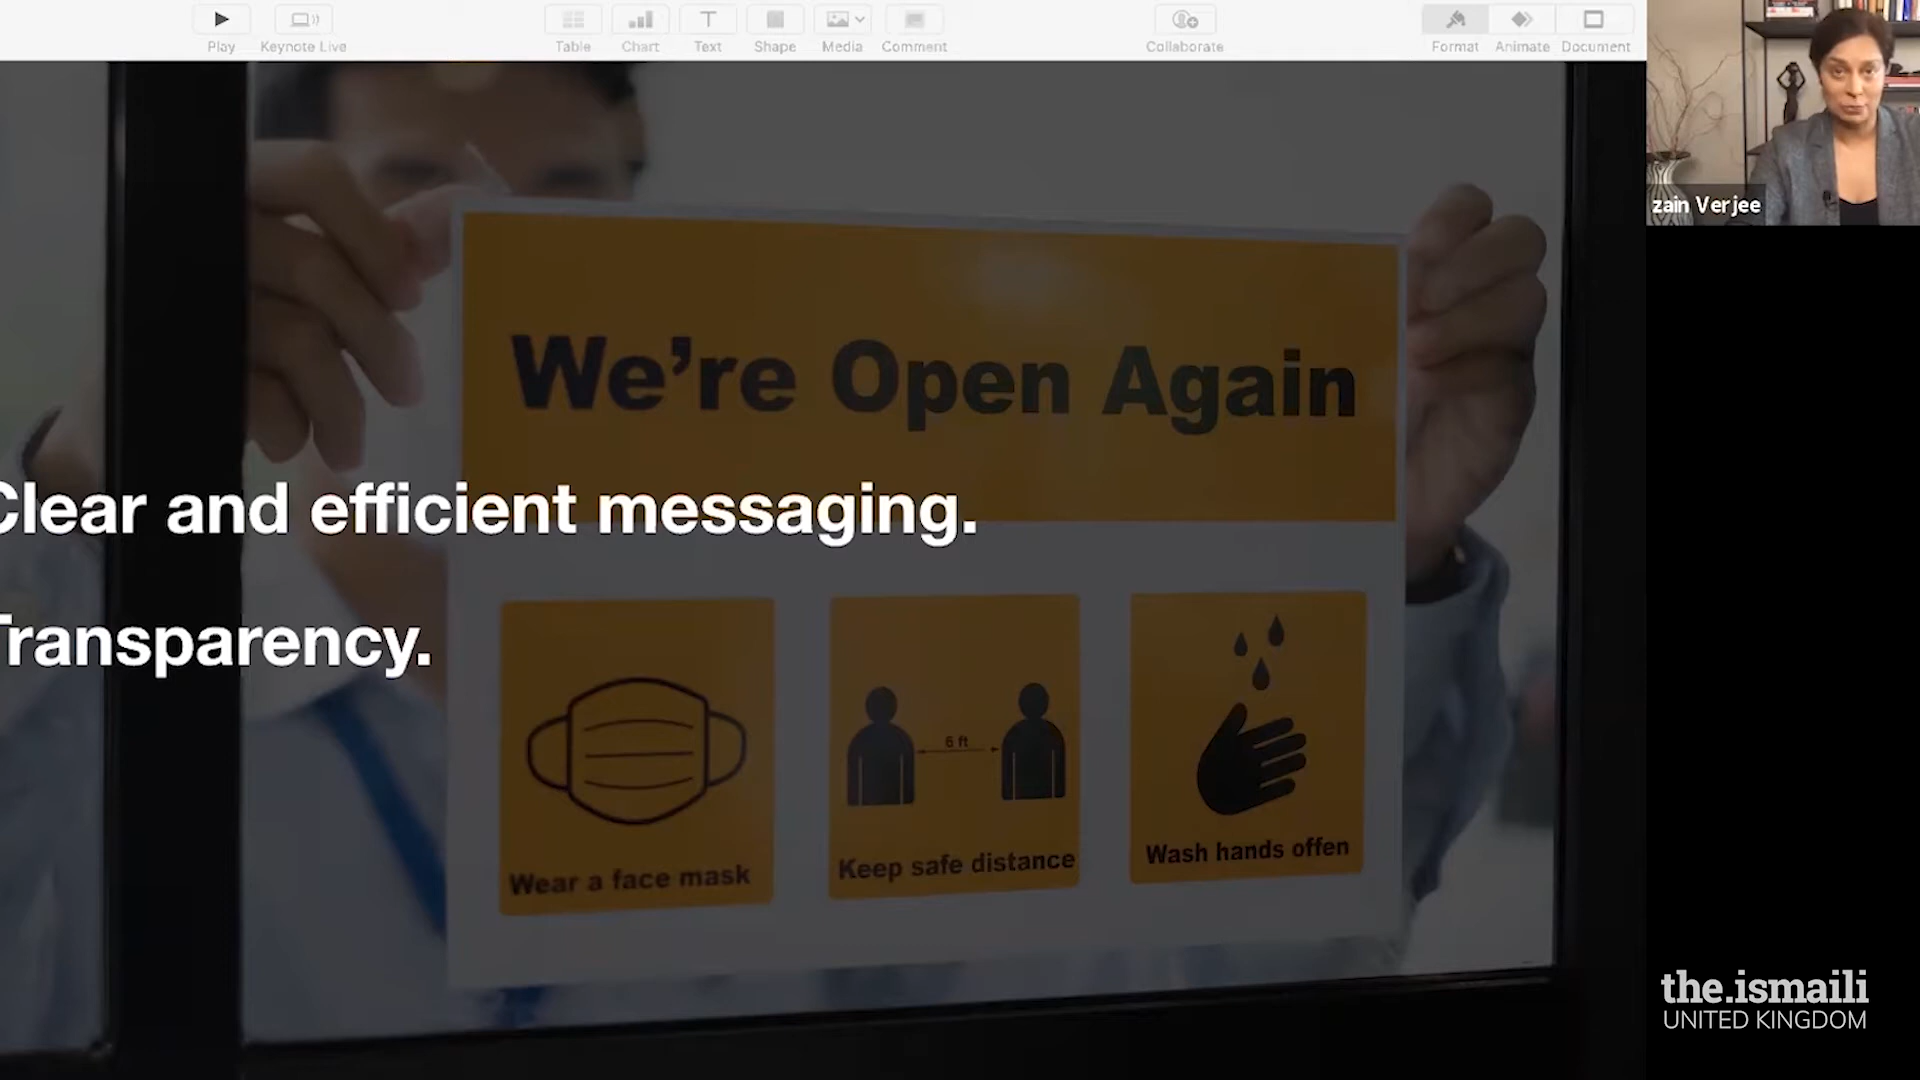 Play
Keynote Live
Table
Chart
Text
Shape
Media
Comment
Collaborate
Format
Animate
Document
zain Verjee
We're Open Again
Clear and efficient messaging.
Transparency.
6 ft
Wear a face mask
Keep safe distance
Wash hands offen
the.ismaili
UNITED KINGDOM